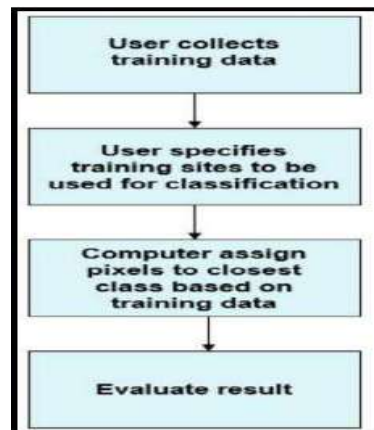 User collects
training data
User specifies
training sites to be
used for classification
Computer assign
pixels to closest
class based on
training data
Evaluate result